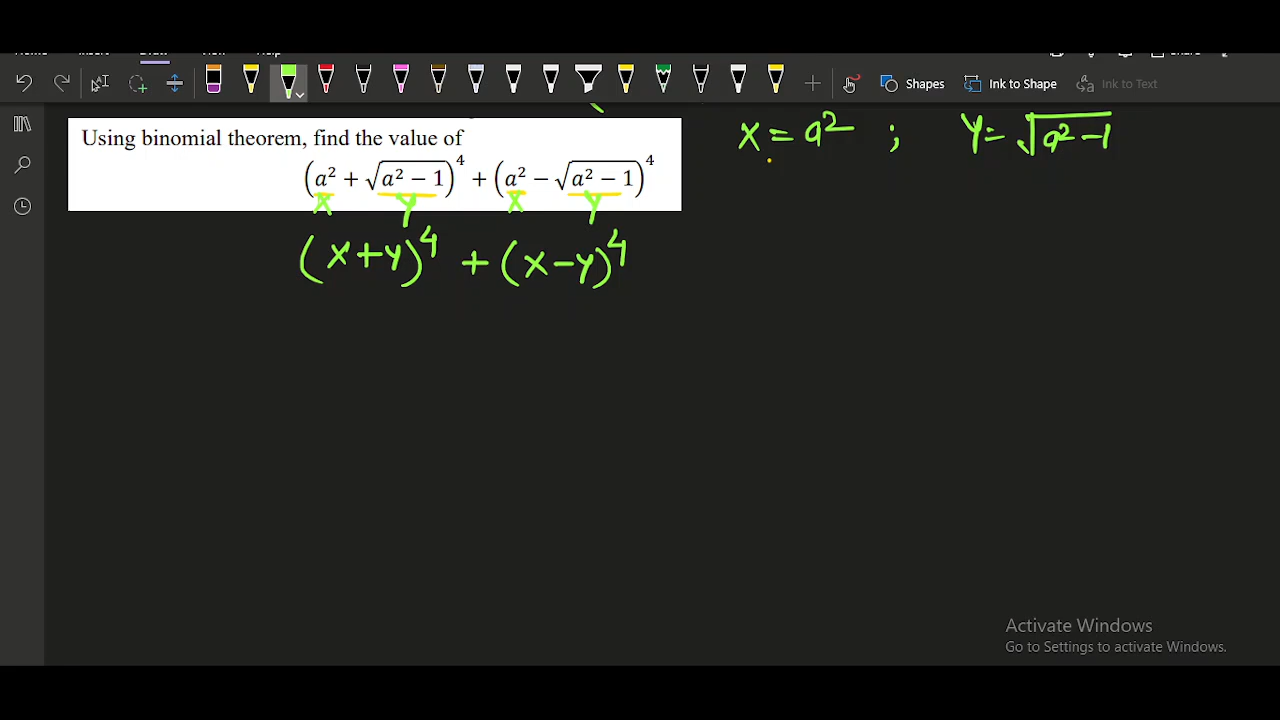 Shapes Ink to Shape Ink to Text
Using binomial theorem, find the value of
(a² + √(a² − 1))⁴ + (a² − √(a² − 1))⁴
x y x y
x = a² ; y = √(a² − 1)
(x+y)⁴ + (x−y)⁴
Activate Windows
Go to Settings to activate Windows.